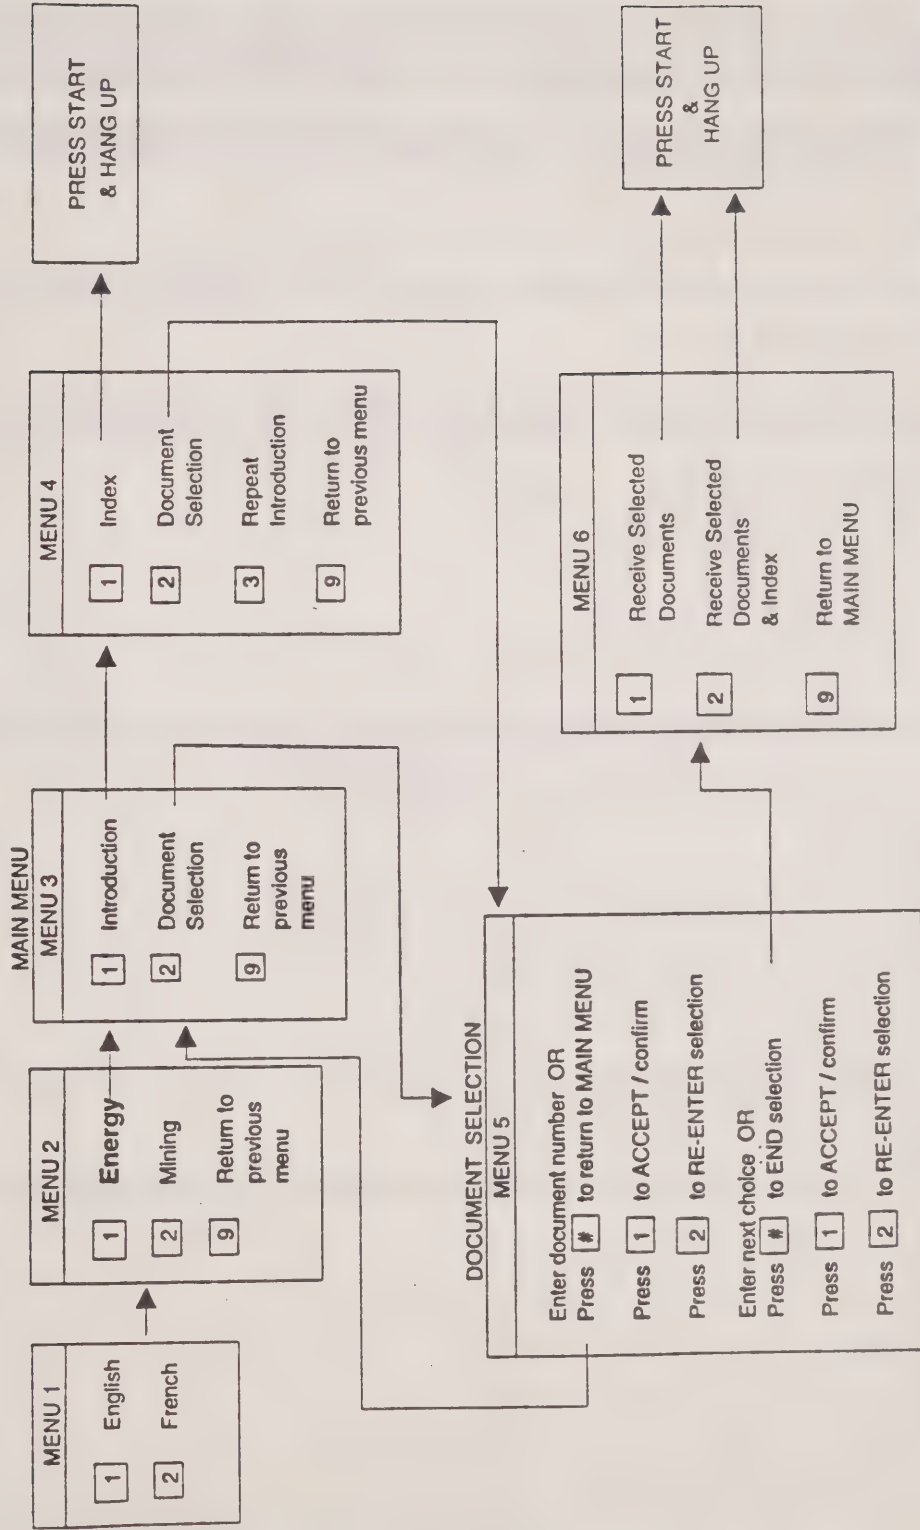 MENU 1
1 English
2 French
MENU 2
1 Energy
2 Mining
9 Return to
previous
menu
MAIN MENU
MENU 3
1 Introduction
2 Document
Selection
9 Return to
previous
menu
MENU 4
1 Index
2 Document
Selection
3 Repeat
Introduction
9 Return to
previous menu
PRESS START
& HANG UP
DOCUMENT SELECTION
MENU 5
Enter document number OR
Press # to return to MAIN MENU
Press 1 to ACCEPT / confirm
Press 2 to RE-ENTER selection
Enter next choice OR
Press # to END selection
Press 1 to ACCEPT / confirm
Press 2 to RE-ENTER selection
MENU 6
1 Receive Selected
Documents
2 Receive Selected
Documents
& Index
9 Return to
MAIN MENU
PRESS START
&
HANG UP